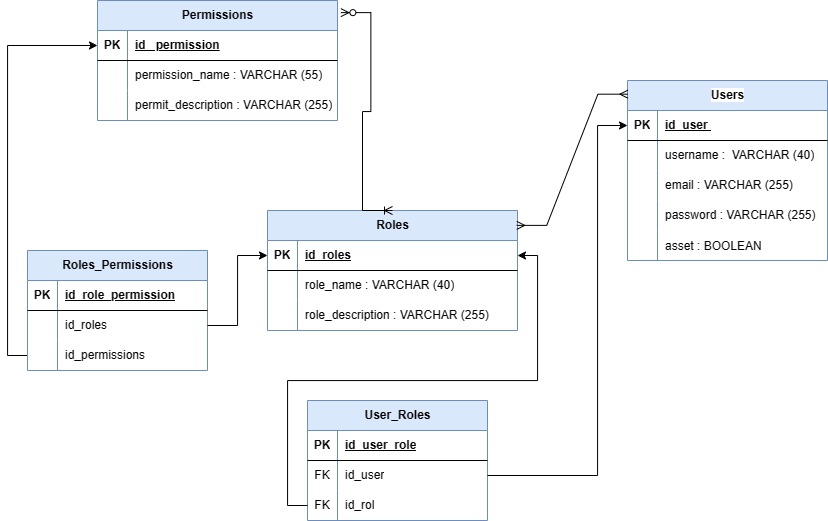 Permissions
PK id_permission
permission_name : VARCHAR (55)
permit_description : VARCHAR (255)
Users
PK id_user
username : VARCHAR (40)
email : VARCHAR (255)
password : VARCHAR (255)
asset : BOOLEAN
Roles
PK id_roles
role_name : VARCHAR (40)
role_description : VARCHAR (255)
Roles_Permissions
PK id_role_permission
id_roles
id_permissions
User_Roles
PK id_user_role
FK id_user
FK id_rol